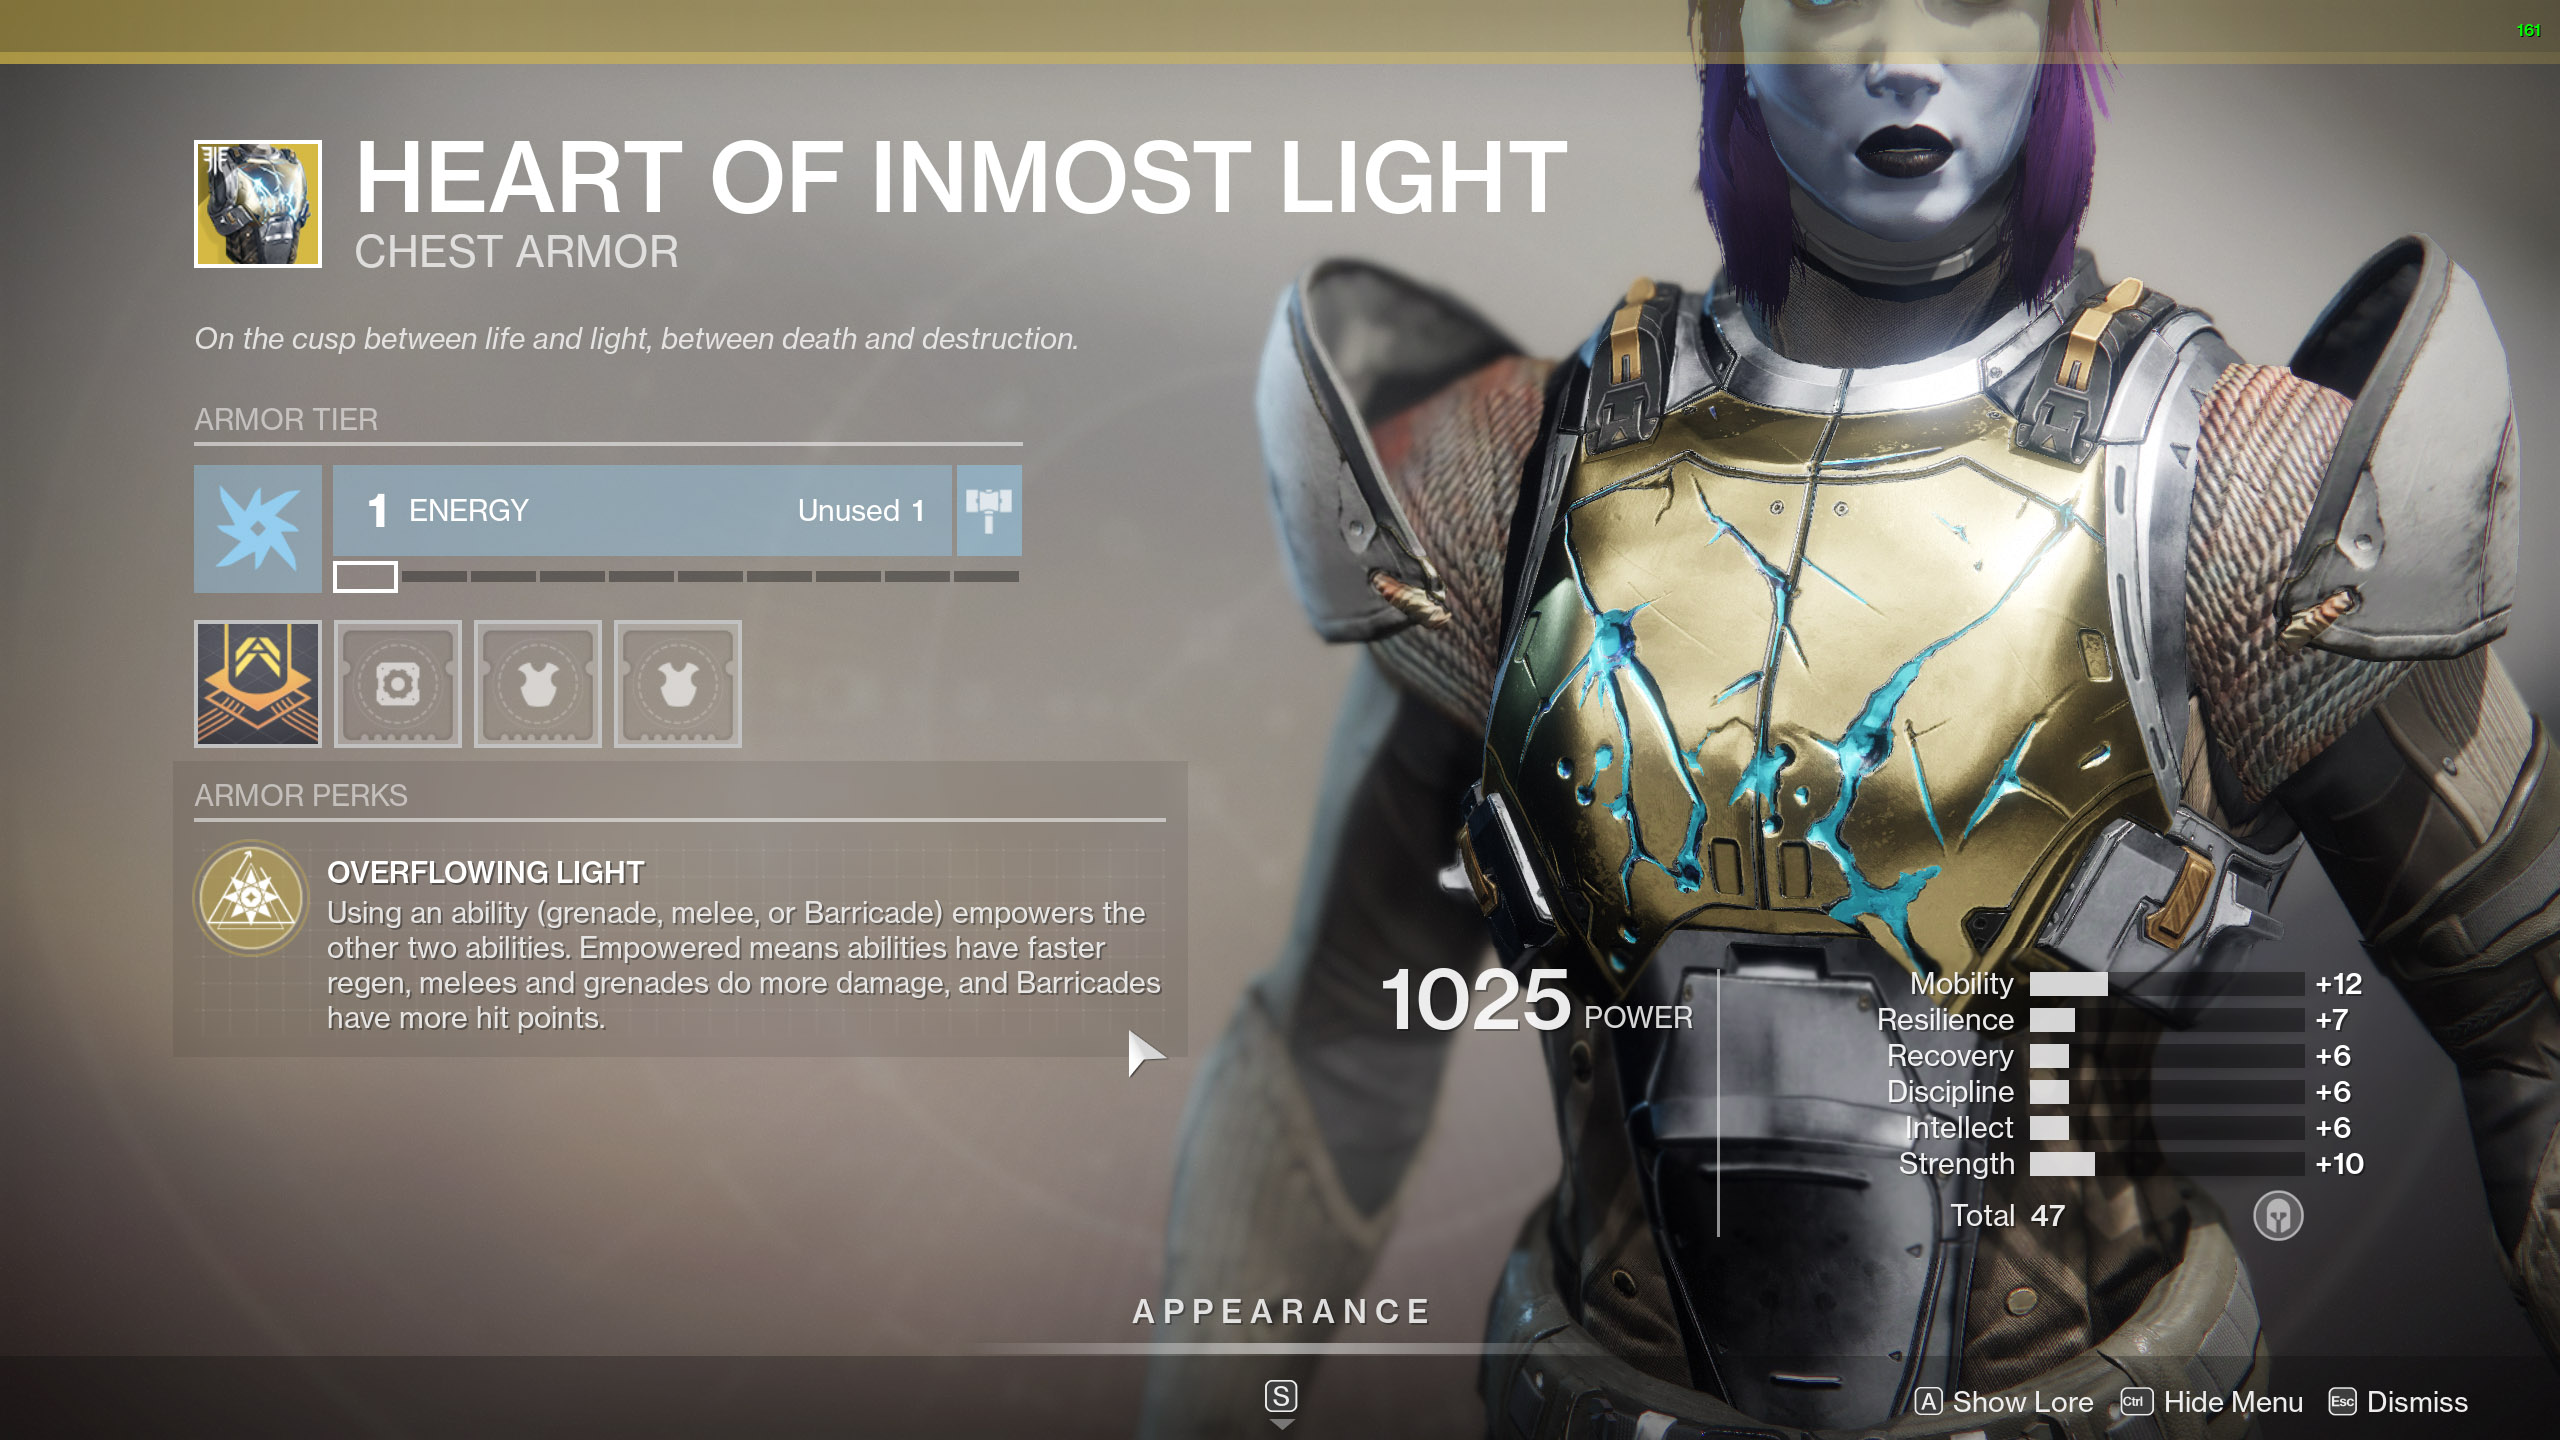 161
HEART OF INMOST LIGHT
CHEST ARMOR
On the cusp between life and light, between death and destruction.
ARMOR TIER
1 ENERGY Unused 1
ARMOR PERKS
OVERFLOWING LIGHT
Using an ability (grenade, melee, or Barricade) empowers the
other two abilities. Empowered means abilities have faster
regen, melees and grenades do more damage, and Barricades
have more hit points.
1025 POWER
Mobility +12
Resilience +7
Recovery +6
Discipline +6
Intellect +6
Strength +10
Total 47
APPEARANCE
S
A Show Lore Ctrl Hide Menu Esc Dismiss